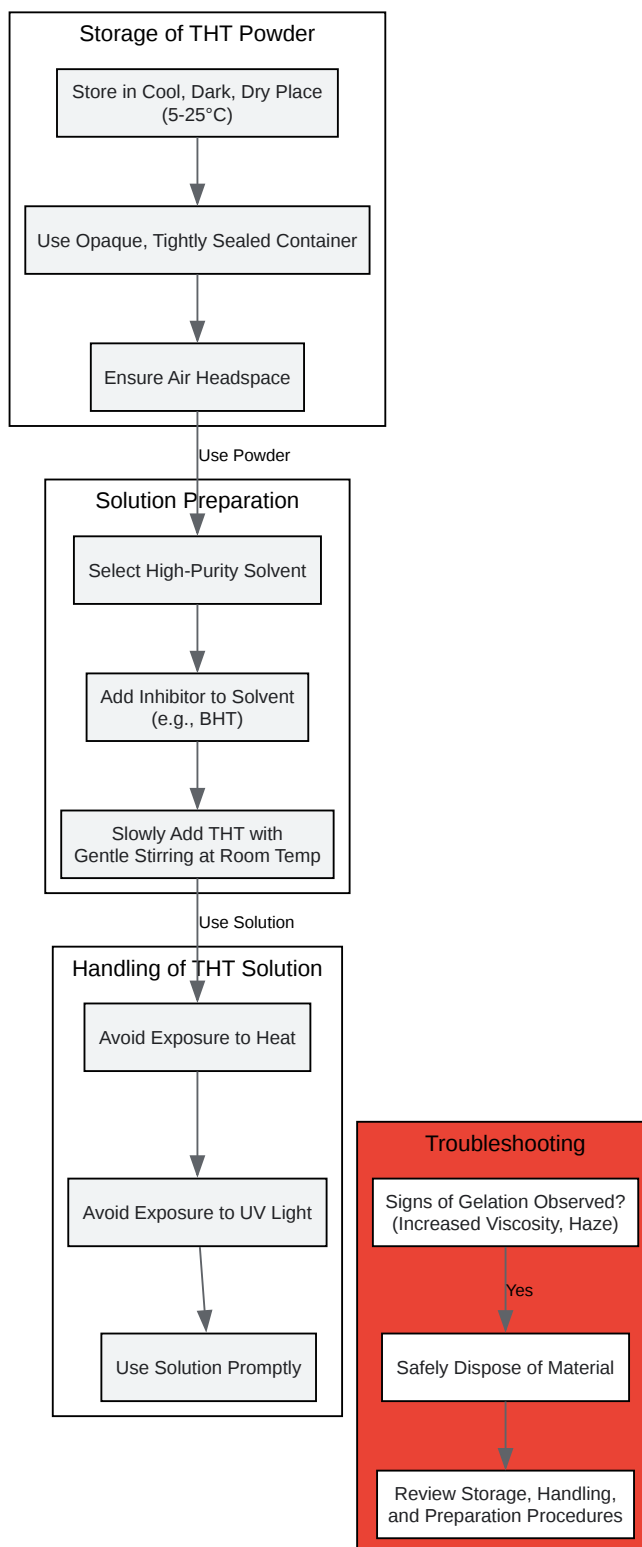 Storage of THT Powder
Store in Cool, Dark, Dry Place
(5-25°C)
Use Opaque, Tightly Sealed Container
Ensure Air Headspace
Use Powder
Solution Preparation
Select High-Purity Solvent
Add Inhibitor to Solvent
(e.g., BHT)
Slowly Add THT with
Gentle Stirring at Room Temp
Use Solution
Handling of THT Solution
Avoid Exposure to Heat
Avoid Exposure to UV Light
Use Solution Promptly
Troubleshooting
Signs of Gelation Observed?
(Increased Viscosity, Haze)
Yes
Safely Dispose of Material
Review Storage, Handling,
and Preparation Procedures